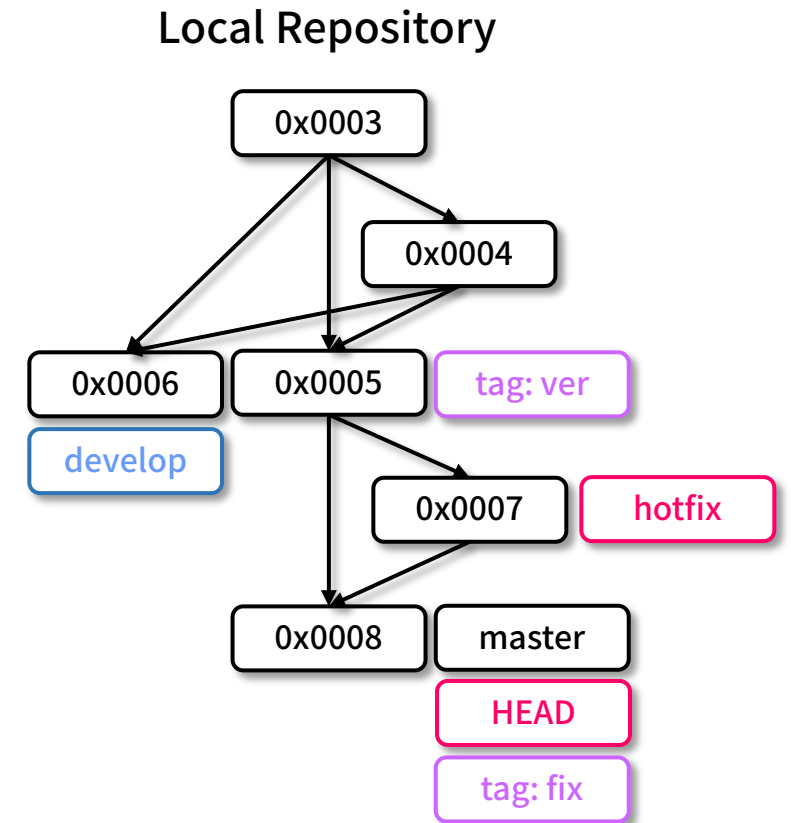 Local Repository
0x0003
0x0004
0x0006
0x0005
tag: ver
develop
0x0007
hotfix
0x0008
master
HEAD
tag: fix